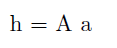 h = A a